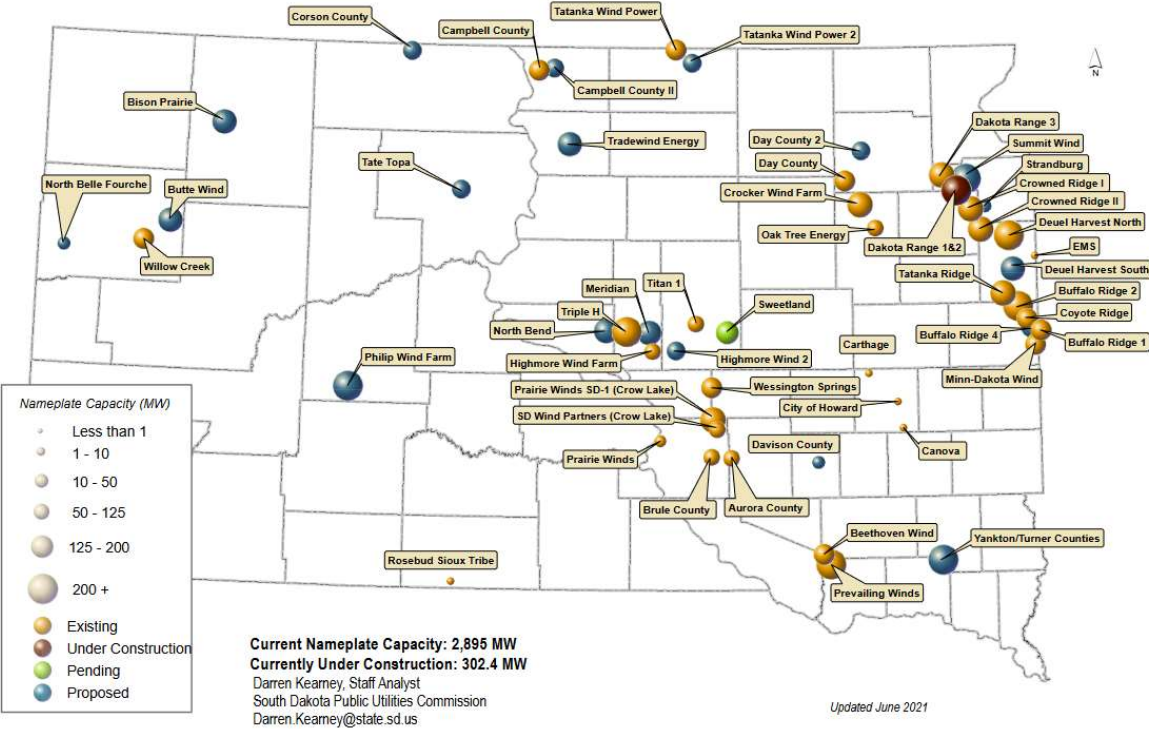 Corson County
Tatanka Wind Power
Campbell County
Tatanka Wind Power 2
N
Campbell County II
Bison Prairie
Dakota Range 3
Tradewind Energy
Day County 2
Summit Wind
Tate Topa
Day County
Strandburg
North Belle Fourche
Butte Wind
Crowned Ridge I
Crocker Wind Farm
Crowned Ridge II
Deuel Harvest North
Oak Tree Energy
Dakota Range 1&2
EMS
Willow Creek
Deuel Harvest South
Tatanka Ridge
Meridian
Titan 1
Buffalo Ridge 2
Sweetland
Triple H
Coyote Ridge
North Bend
Buffalo Ridge 4
Buffalo Ridge 1
Carthage
Philip Wind Farm
Highmore Wind Farm
Highmore Wind 2
Minn-Dakota Wind
Prairie Winds SD-1 (Crow Lake)
Wessington Springs
City of Howard
SD Wind Partners (Crow Lake)
Davison County
Canova
Prairie Winds
Brule County
Aurora County
Beethoven Wind
Yankton/Turner Counties
Rosebud Sioux Tribe
Prevailing Winds
Nameplate Capacity (MW)
Less than 1
1 - 10
10 - 50
50 - 125
125 - 200
200 +
Existing
Under Construction
Pending
Proposed
Current Nameplate Capacity: 2,895 MW
Currently Under Construction: 302.4 MW
Darren Kearney, Staff Analyst
South Dakota Public Utilities Commission
Darren.Kearney@state.sd.us
Updated June 2021